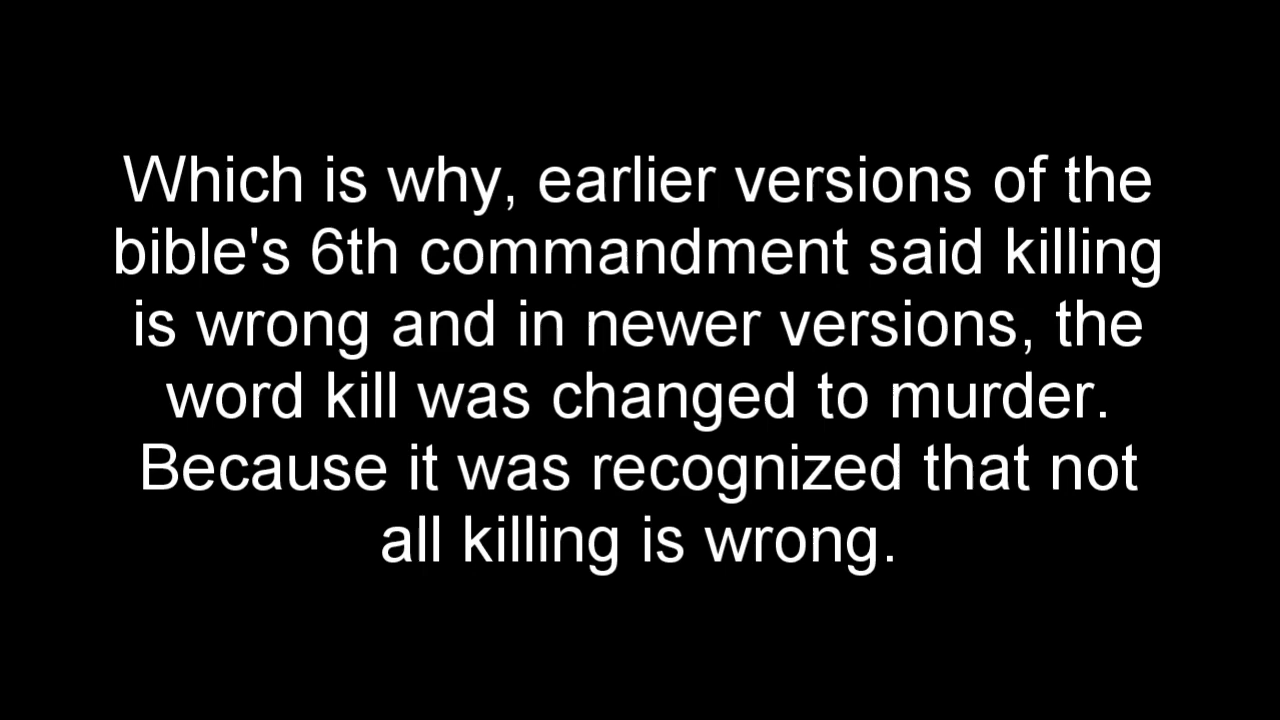 Which is why, earlier versions of the
bible's 6th commandment said killing
is wrong and in newer versions, the
word kill was changed to murder.
Because it was recognized that not
all killing is wrong.